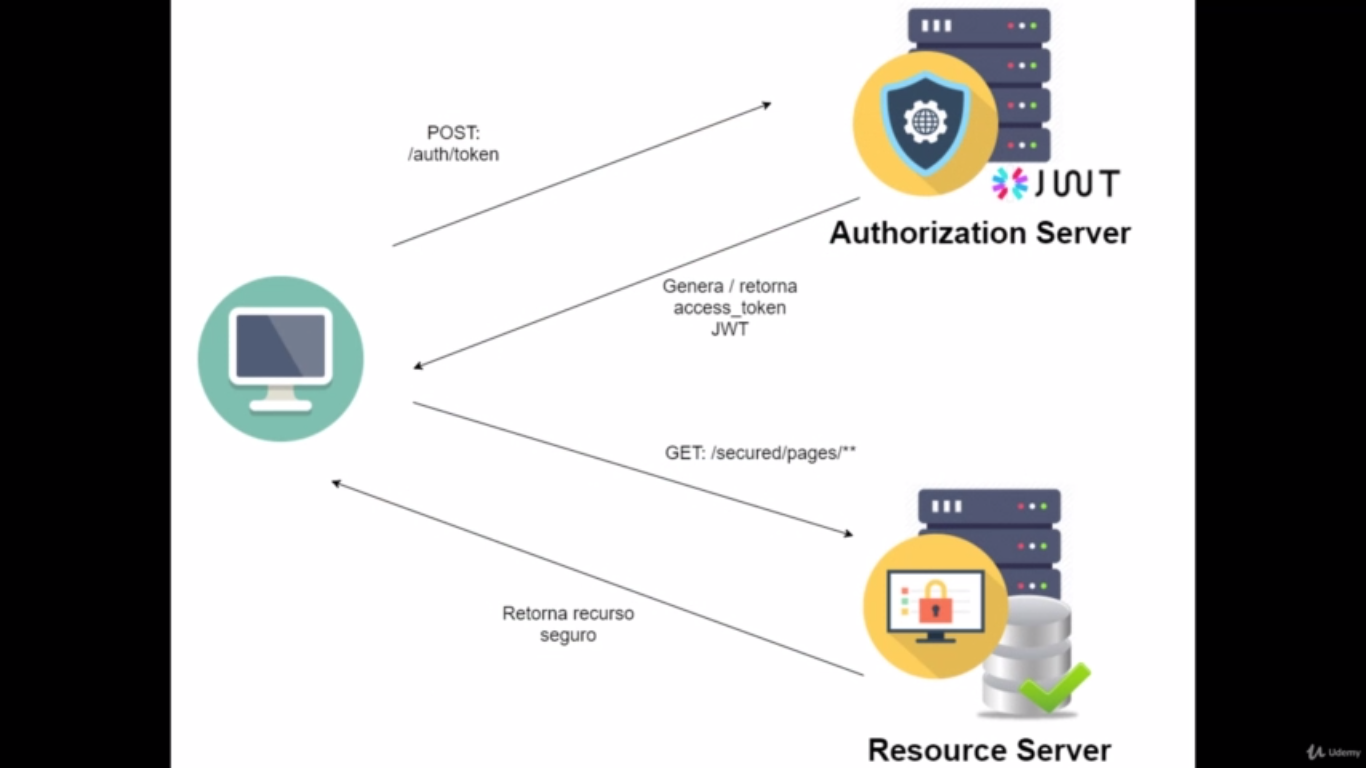 POST:
/auth/token
JWT
Authorization Server
Genera / retorna
access_token
JWT
GET: /secured/pages/**
Retorna recurso
seguro
Resource Server
Udemy